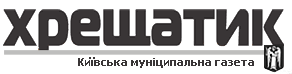 хрещатик
Київська муніципальна газета